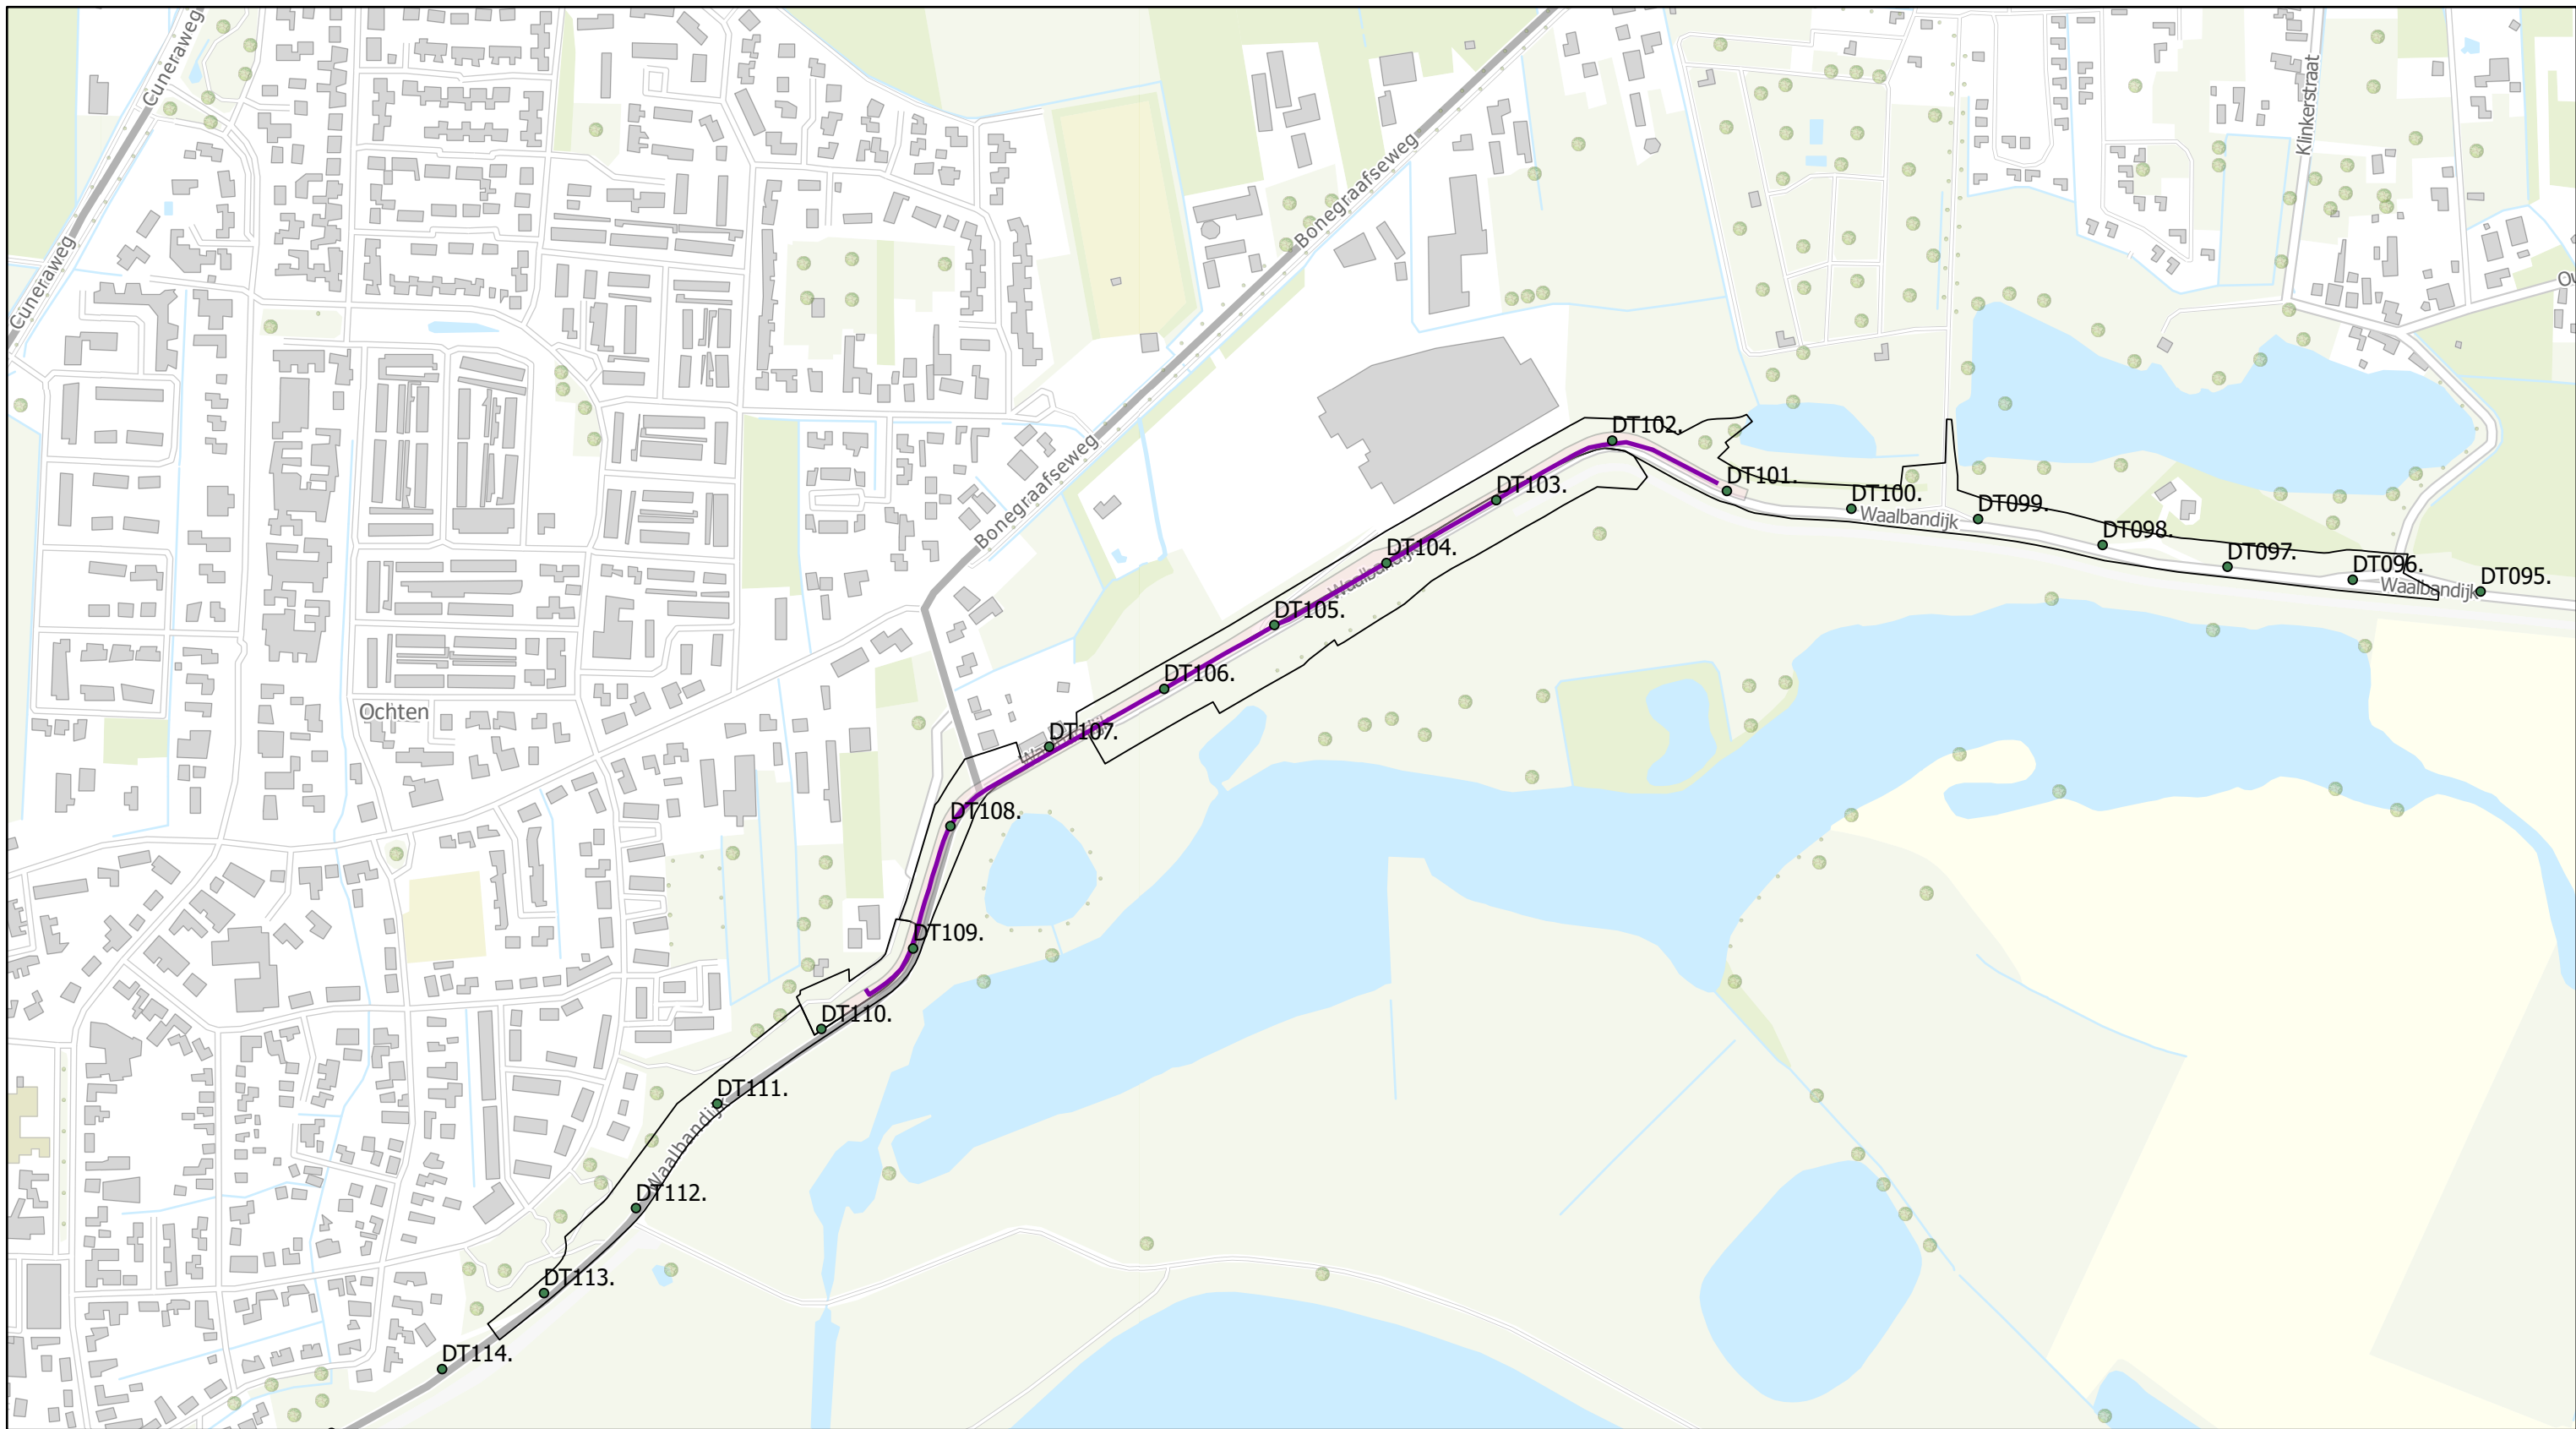 Cuneraweg
Klinkerstraat
Bonegraafseweg
Cuneraweg
DT102.
DT101.
DT103.
DT100.
Waalbandijk
DT099.
Bonegraafseweg
DT098.
DT104.
Waalbandijk
DT097.
DT096.
DT095.
Waalbandijk
DT105.
DT106.
Ochten
DT107.
DT108.
DT109.
DT110.
DT111.
Waalbandijk
DT112.
DT113.
DT114.